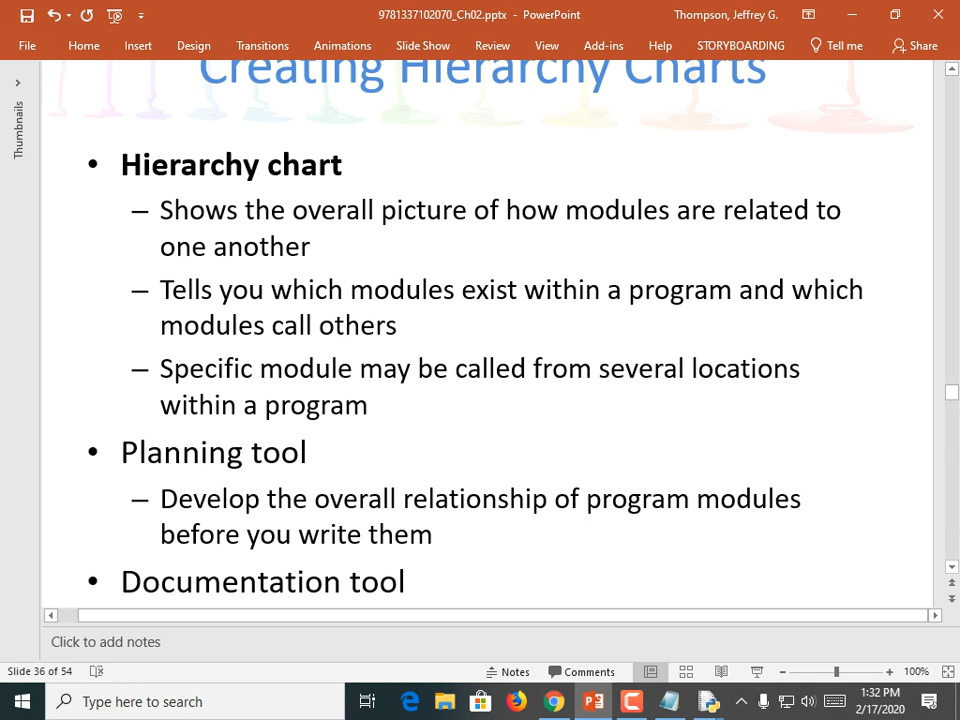 9781337102070_Ch02.pptx - PowerPoint
Thompson, Jeffrey G.
File Home Insert Design Transitions Animations Slide Show Review View Add-ins Help STORYBOARDING Tell me Share
Thumbnails
Creating Hierarchy Charts
• Hierarchy chart
– Shows the overall picture of how modules are related to
one another
– Tells you which modules exist within a program and which
modules call others
– Specific module may be called from several locations
within a program
• Planning tool
– Develop the overall relationship of program modules
before you write them
• Documentation tool
Click to add notes
Slide 36 of 54 Notes Comments 100%
Type here to search
1:32 PM
2/17/2020